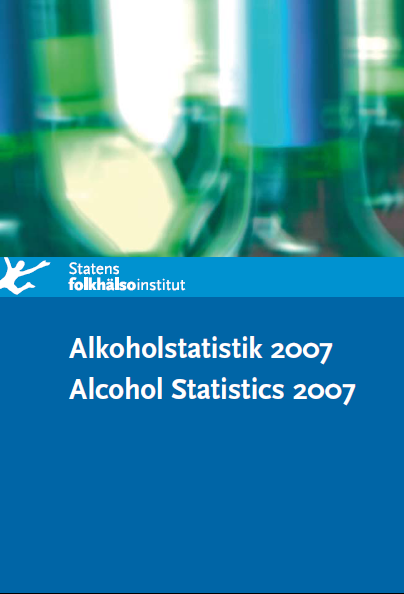 Statens
folkhälsoinstitut
Alkoholstatistik 2007
Alcohol Statistics 2007